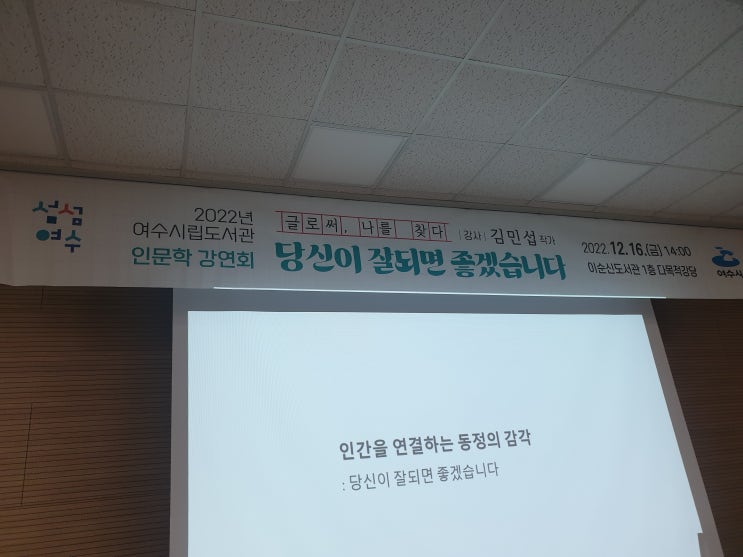 섬섬
여수
2022년
여수시립도서관
인문학 강연회
글로써, 나를 찾다
당신이 잘되면 좋겠습니다
강사 김민섭 작가
2022. 12. 16.(금) 14:00
이순신도서관 1층 다목적강당
여수시
인간을 연결하는 동정의 감각
: 당신이 잘되면 좋겠습니다